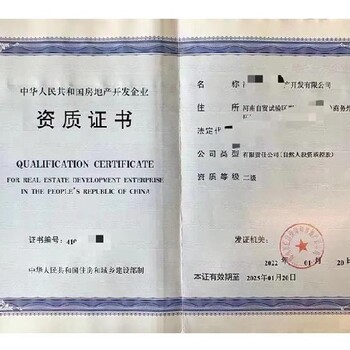 中华人民共和国房地产开发企业
资质证书
QUALIFICATION CERTIFICATE
FOR REAL ESTATE DEVELOPMENT ENTERPRISE
IN THE PEOPLE'S REPUBLIC OF CHINA
证书编号:
中华人民共和国住房和城乡建设部制
名称 产开发有限公司
住所 河南自贸试验区 商务外
法定代
公司类型 有限责任公司(自然人投资或控股)
资质等级 二级
发证机关:
2022 01 20日
本证有效期至 2025年01月20日